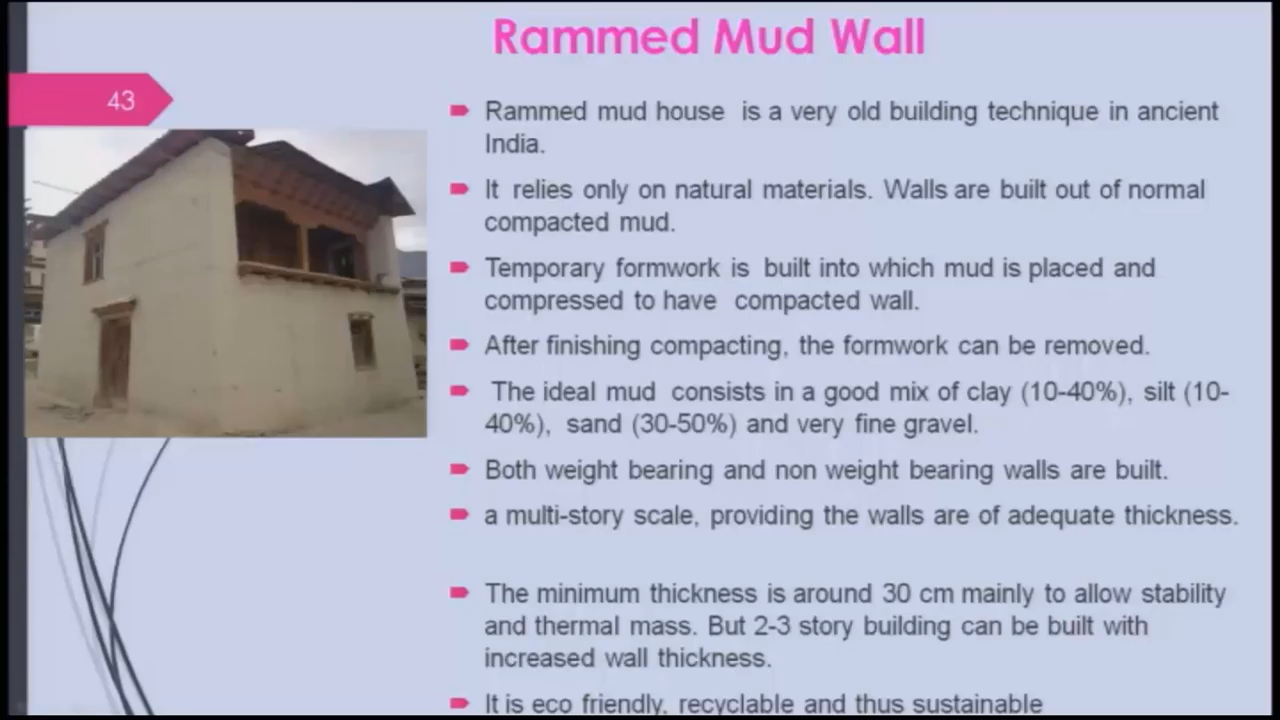 Rammed Mud Wall
43
Rammed mud house is a very old building technique in ancient
India.
It relies only on natural materials. Walls are built out of normal
compacted mud.
Temporary formwork is built into which mud is placed and
compressed to have compacted wall.
After finishing compacting, the formwork can be removed.
The ideal mud consists in a good mix of clay (10-40%), silt (10-
40%), sand (30-50%) and very fine gravel.
Both weight bearing and non weight bearing walls are built.
a multi-story scale, providing the walls are of adequate thickness.
The minimum thickness is around 30 cm mainly to allow stability
and thermal mass. But 2-3 story building can be built with
increased wall thickness.
It is eco friendly, recyclable and thus sustainable